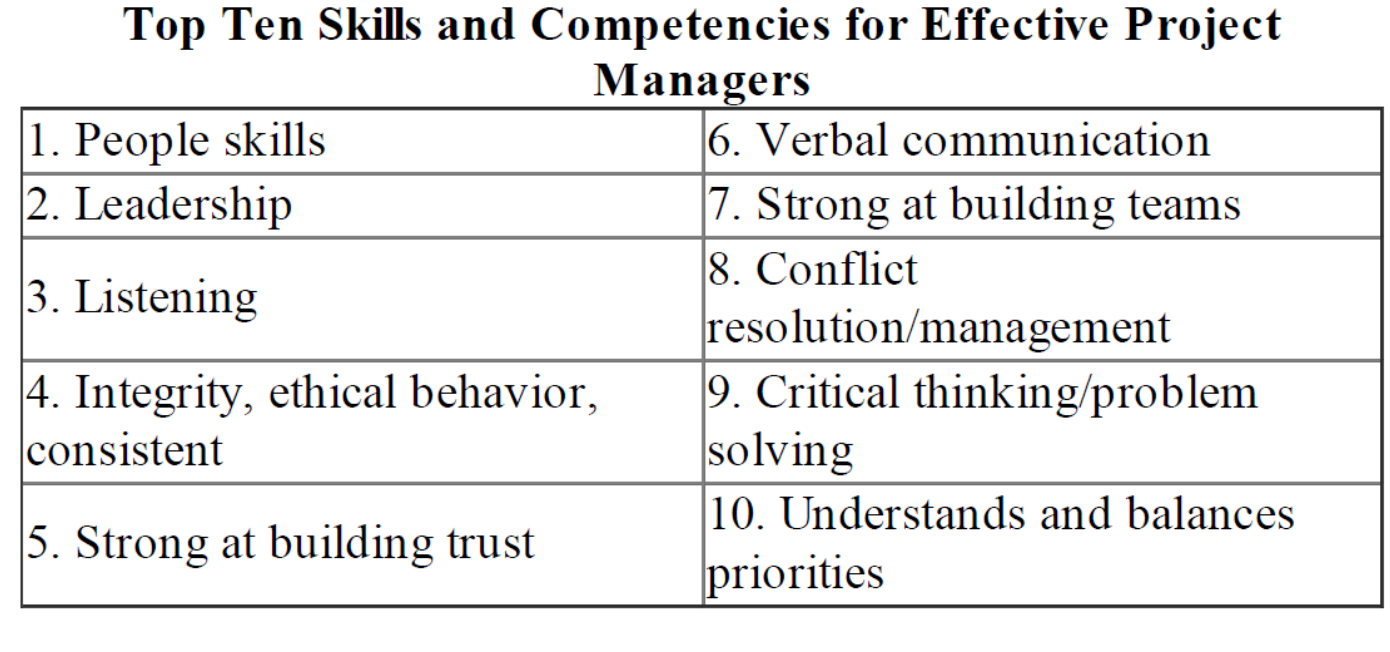 Top Ten Skills and Competencies for Effective Project
Managers
1. People skills
6. Verbal communication
2. Leadership
7. Strong at building teams
3. Listening
8. Conflict
resolution/management
4. Integrity, ethical behavior,
consistent
9. Critical thinking/problem
solving
5. Strong at building trust
10. Understands and balances
priorities